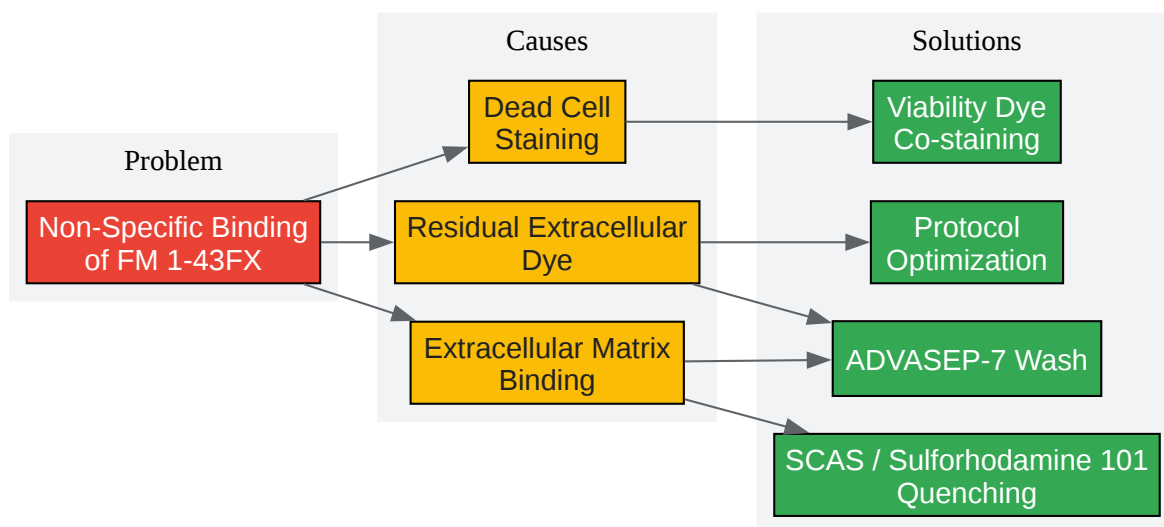 Problem
Non-Specific Binding
of FM 1-43FX
Causes
Dead Cell
Staining
Residual Extracellular
Dye
Extracellular Matrix
Binding
Solutions
Viability Dye
Co-staining
Protocol
Optimization
ADVASEP-7 Wash
SCAS / Sulforhodamine 101
Quenching